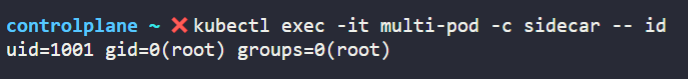 controlplane ~ ❌ kubectl exec -it multi-pod -c sidecar -- id
uid=1001 gid=0(root) groups=0(root)